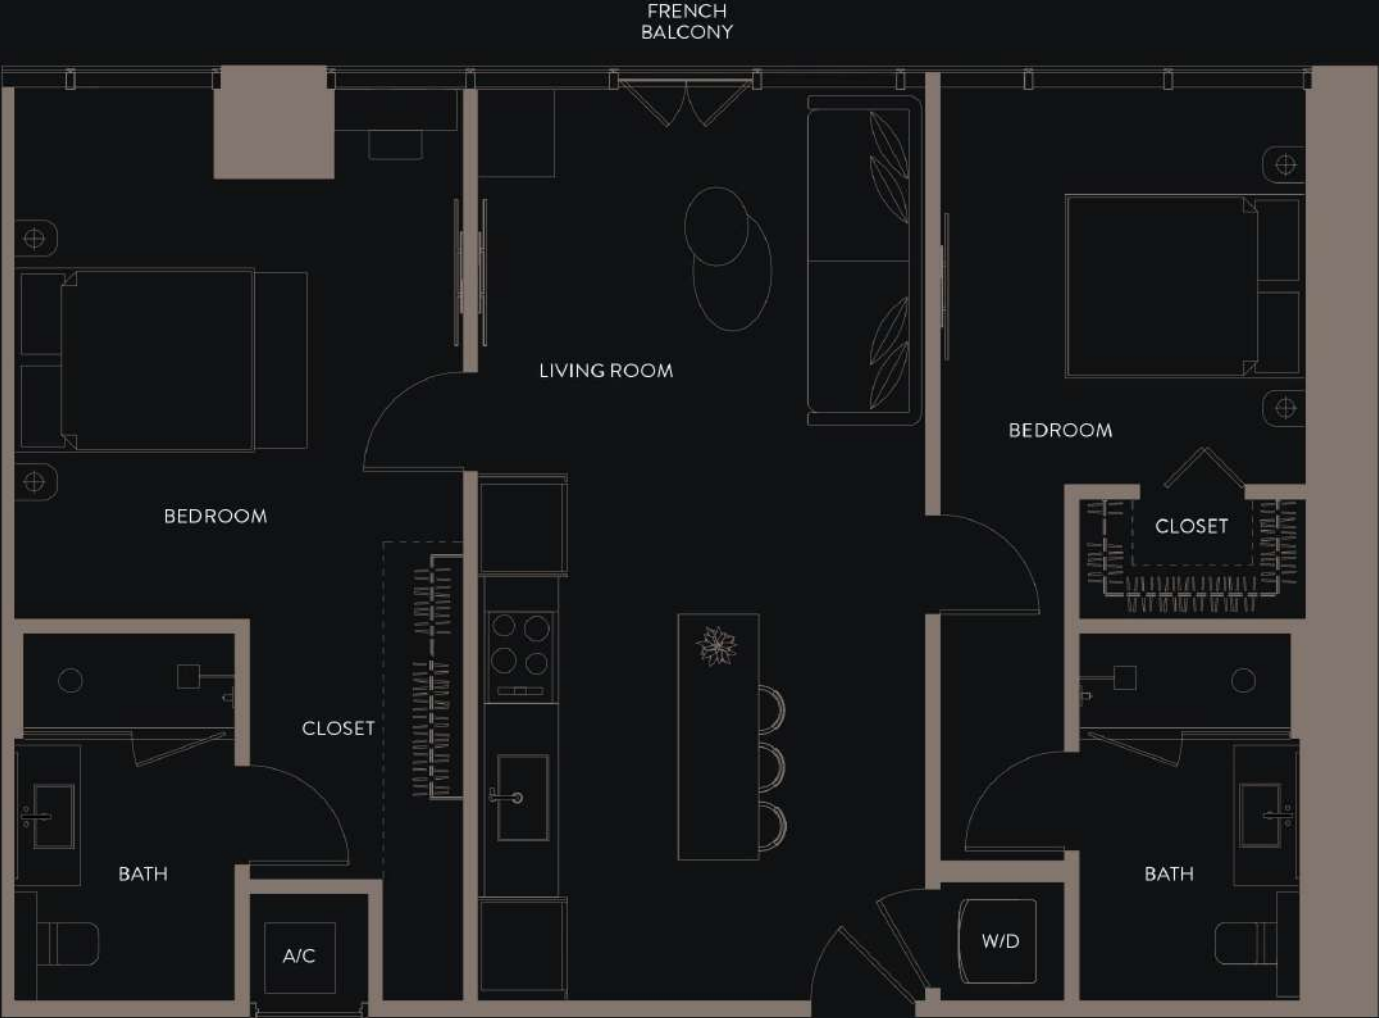 FRENCH
BALCONY
LIVING ROOM
BEDROOM
BEDROOM
CLOSET
CLOSET
BATH
BATH
A/C
W/D